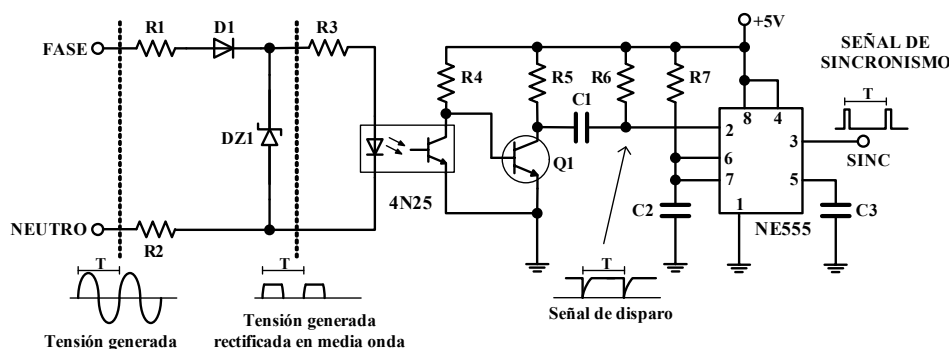 +5V
R1
D1
R3
FASE
R4
R5
R6
R7
C1
SEÑAL DE
SINCRONISMO
T
8
4
2
3
DZ1
Q1
6
7
5
SINC
4N25
NEUTRO
R2
C2
1
NE555
C3
T
T
T
Señal de disparo
Tensión generada
Tensión generada
rectificada en media onda